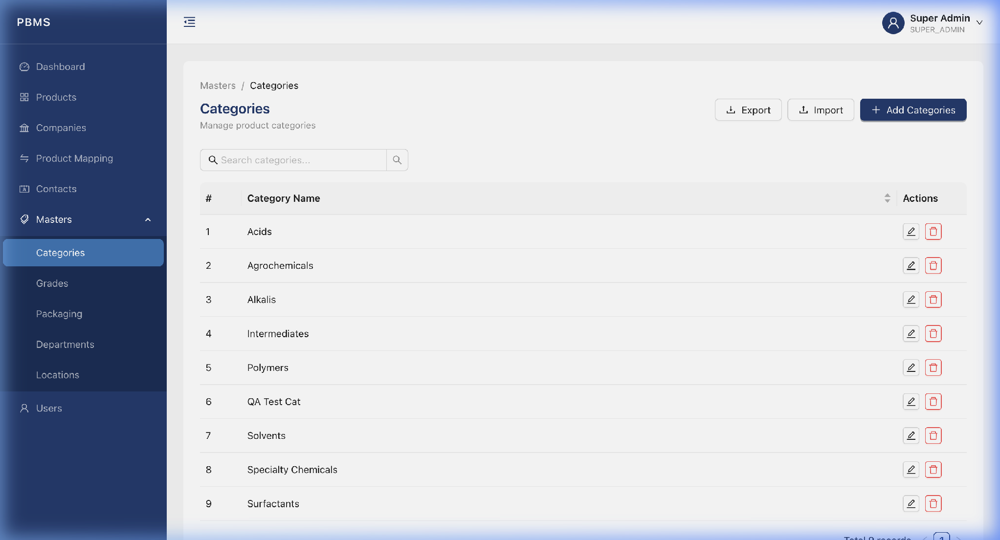 PBMS
Super Admin
SUPER_ADMIN
Dashboard
Products
Companies
Product Mapping
Contacts
Masters
Categories
Grades
Packaging
Departments
Locations
Users
Masters / Categories
Categories
Manage product categories
Export
Import
+ Add Categories
Search categories...
# Category Name Actions
1 Acids
2 Agrochemicals
3 Alkalis
4 Intermediates
5 Polymers
6 QA Test Cat
7 Solvents
8 Specialty Chemicals
9 Surfactants
Total 9 records < 1 >